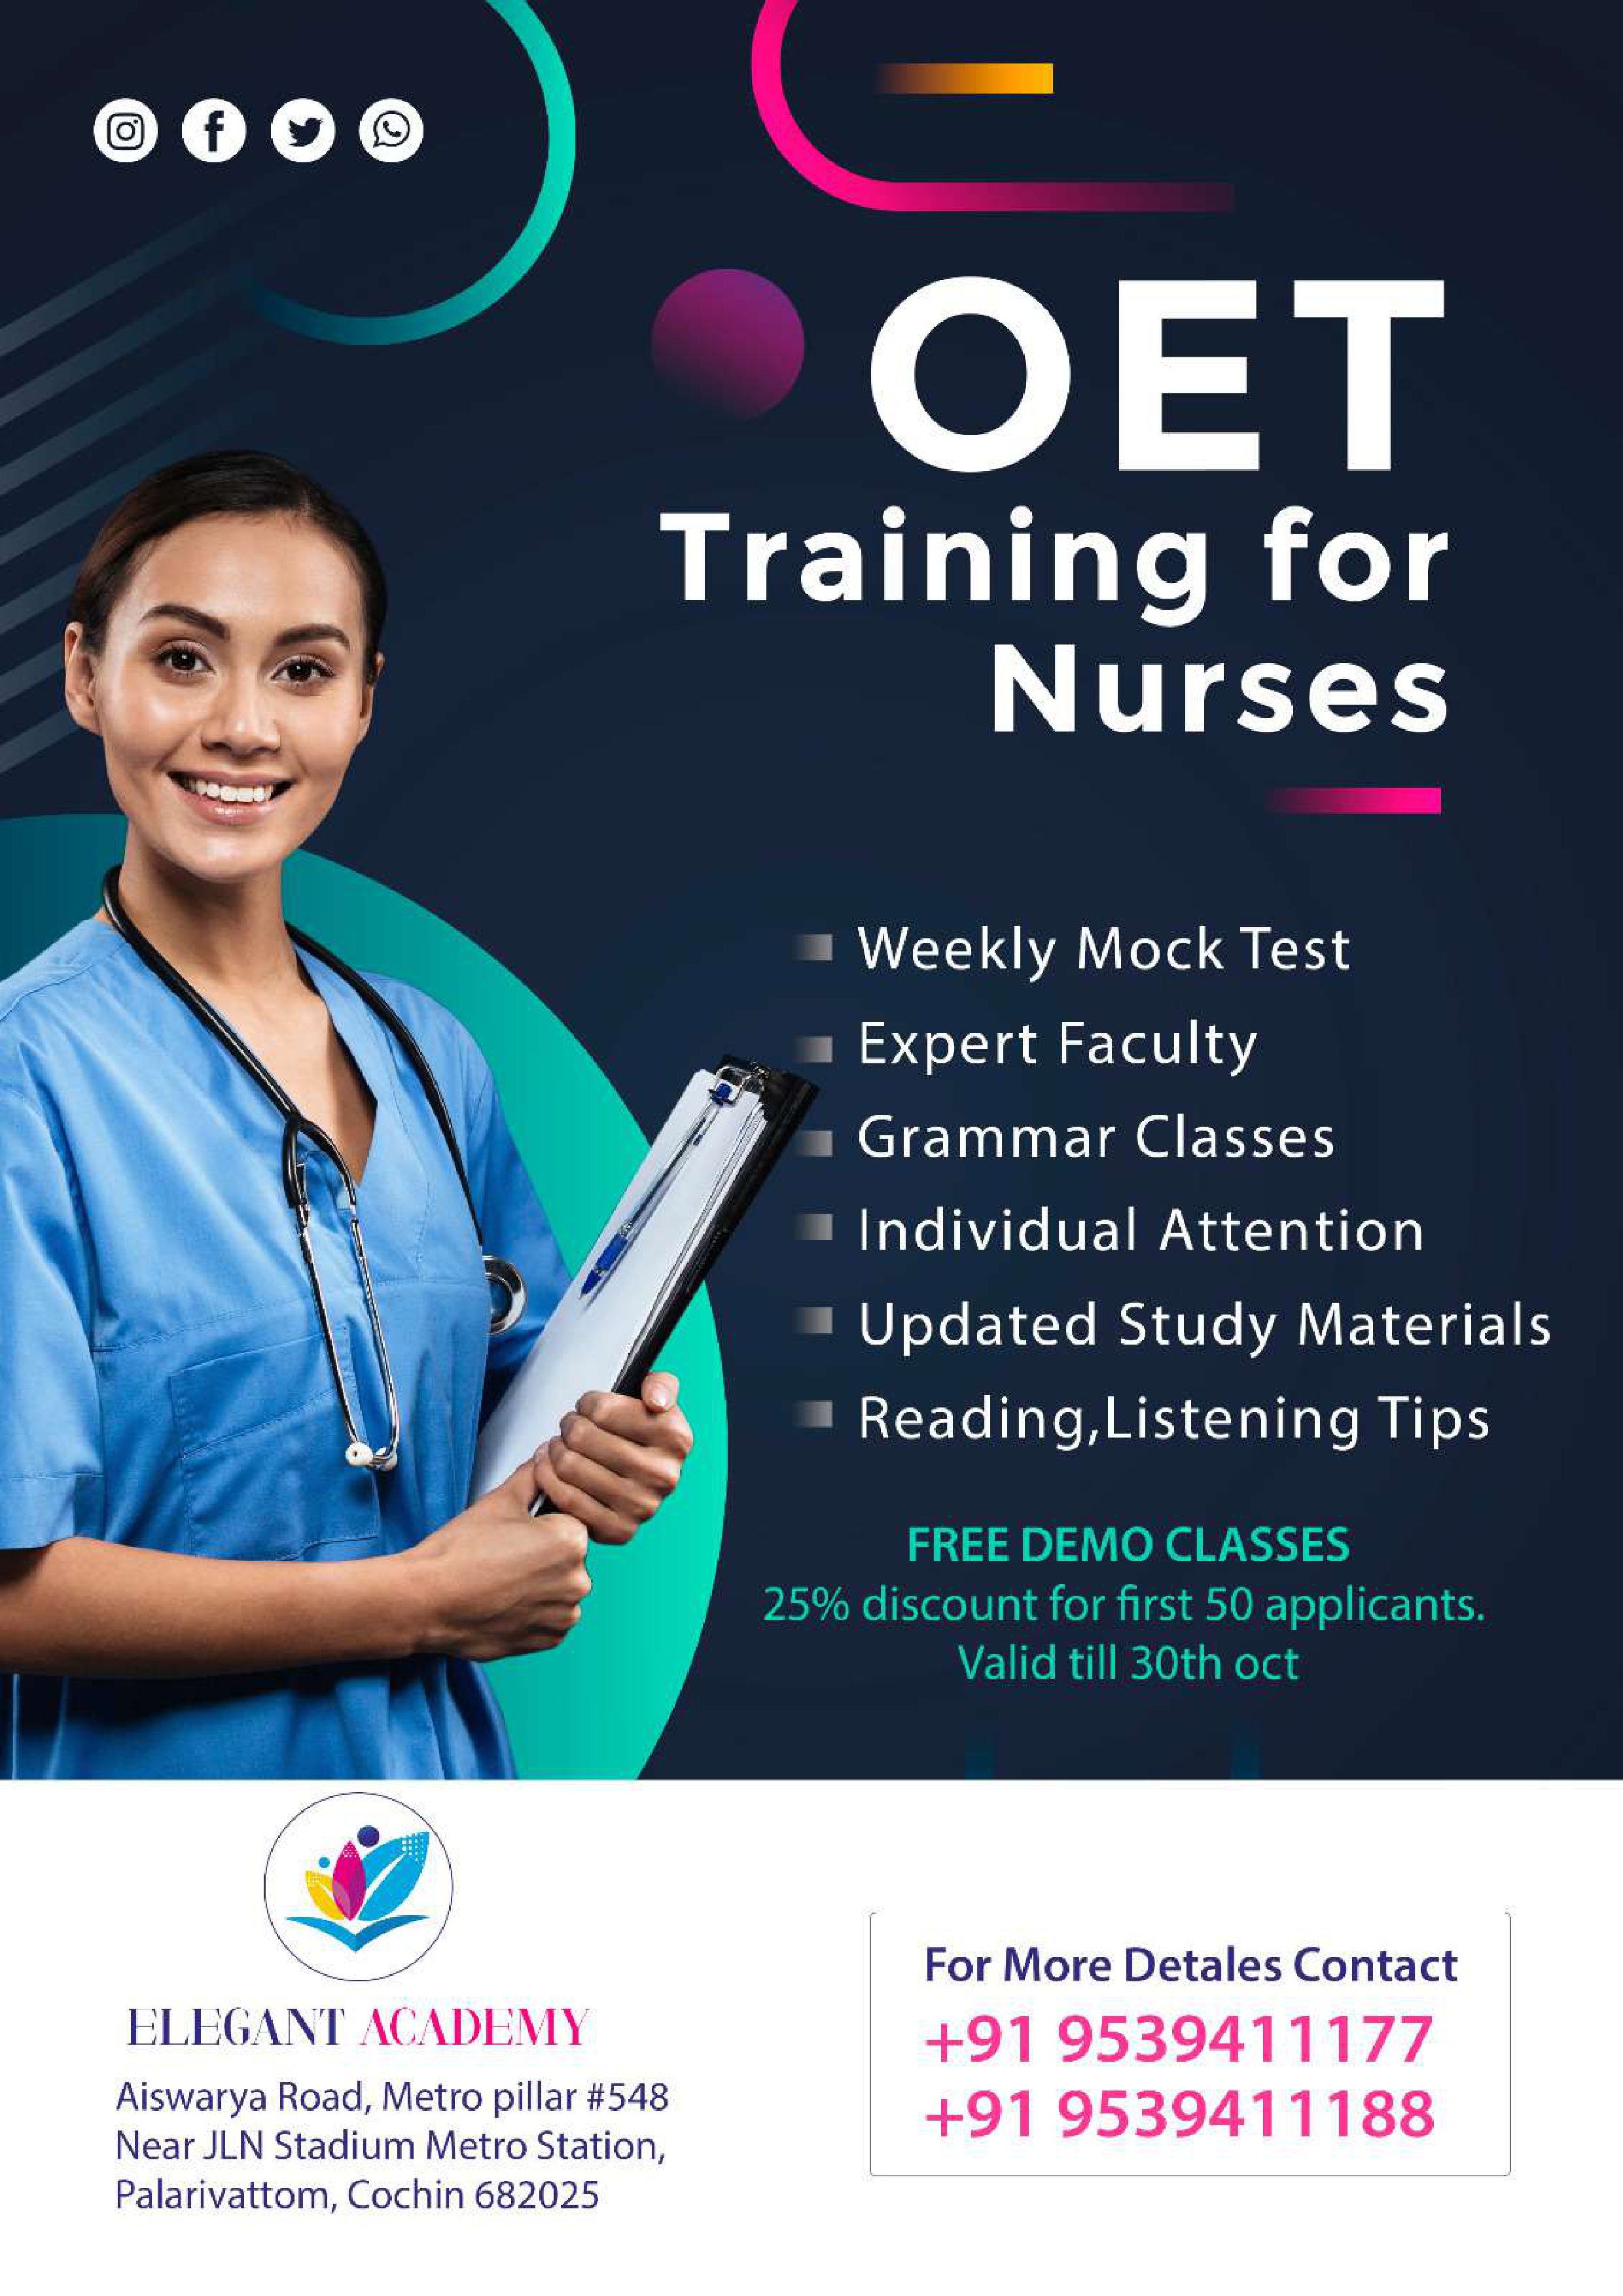 OET
Training for
Nurses
Weekly Mock Test
Expert Faculty
Grammar Classes
Individual Attention
Updated Study Materials
Reading,Listening Tips
FREE DEMO CLASSES
25% discount for first 50 applicants.
Valid till 30th oct
ELEGANT ACADEMY
Aiswarya Road, Metro pillar #548
Near JLN Stadium Metro Station,
Palarivattom, Cochin 682025
For More Detales Contact
+91 9539411177
+91 9539411188